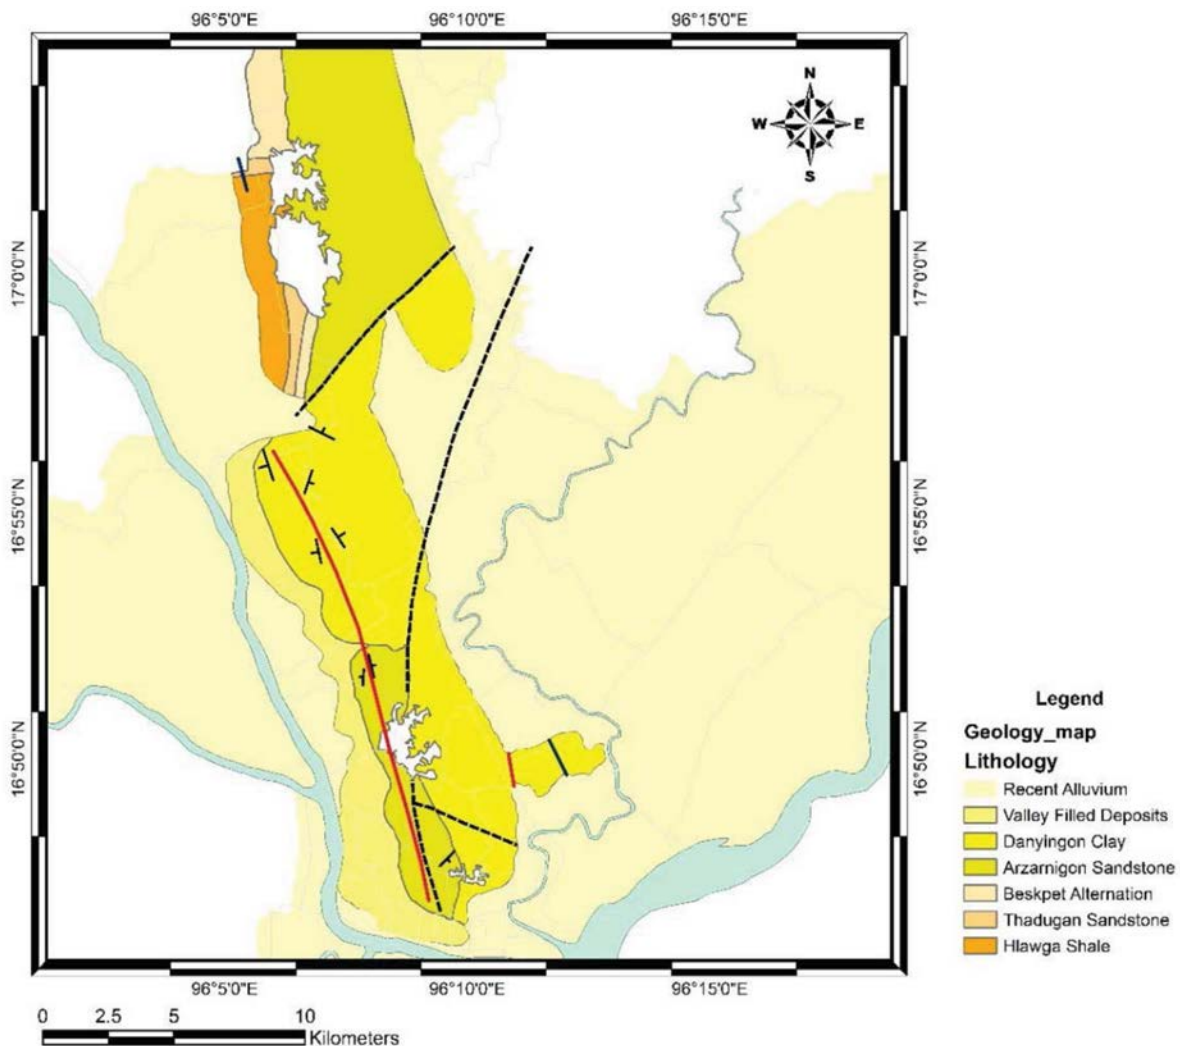 96°5'0"E 96°10'0"E 96°15'0"E
N
W E
S
17°0'0"N 17°0'0"N
16°55'0"N 16°55'0"N
16°50'0"N 16°50'0"N
Legend
Geology_map
Lithology
Recent Alluvium
Valley Filled Deposits
Danyingon Clay
Arzarnigon Sandstone
Beskpet Alternation
Thadugan Sandstone
Hlawga Shale
96°5'0"E 96°10'0"E 96°15'0"E
0 2.5 5 10
Kilometers